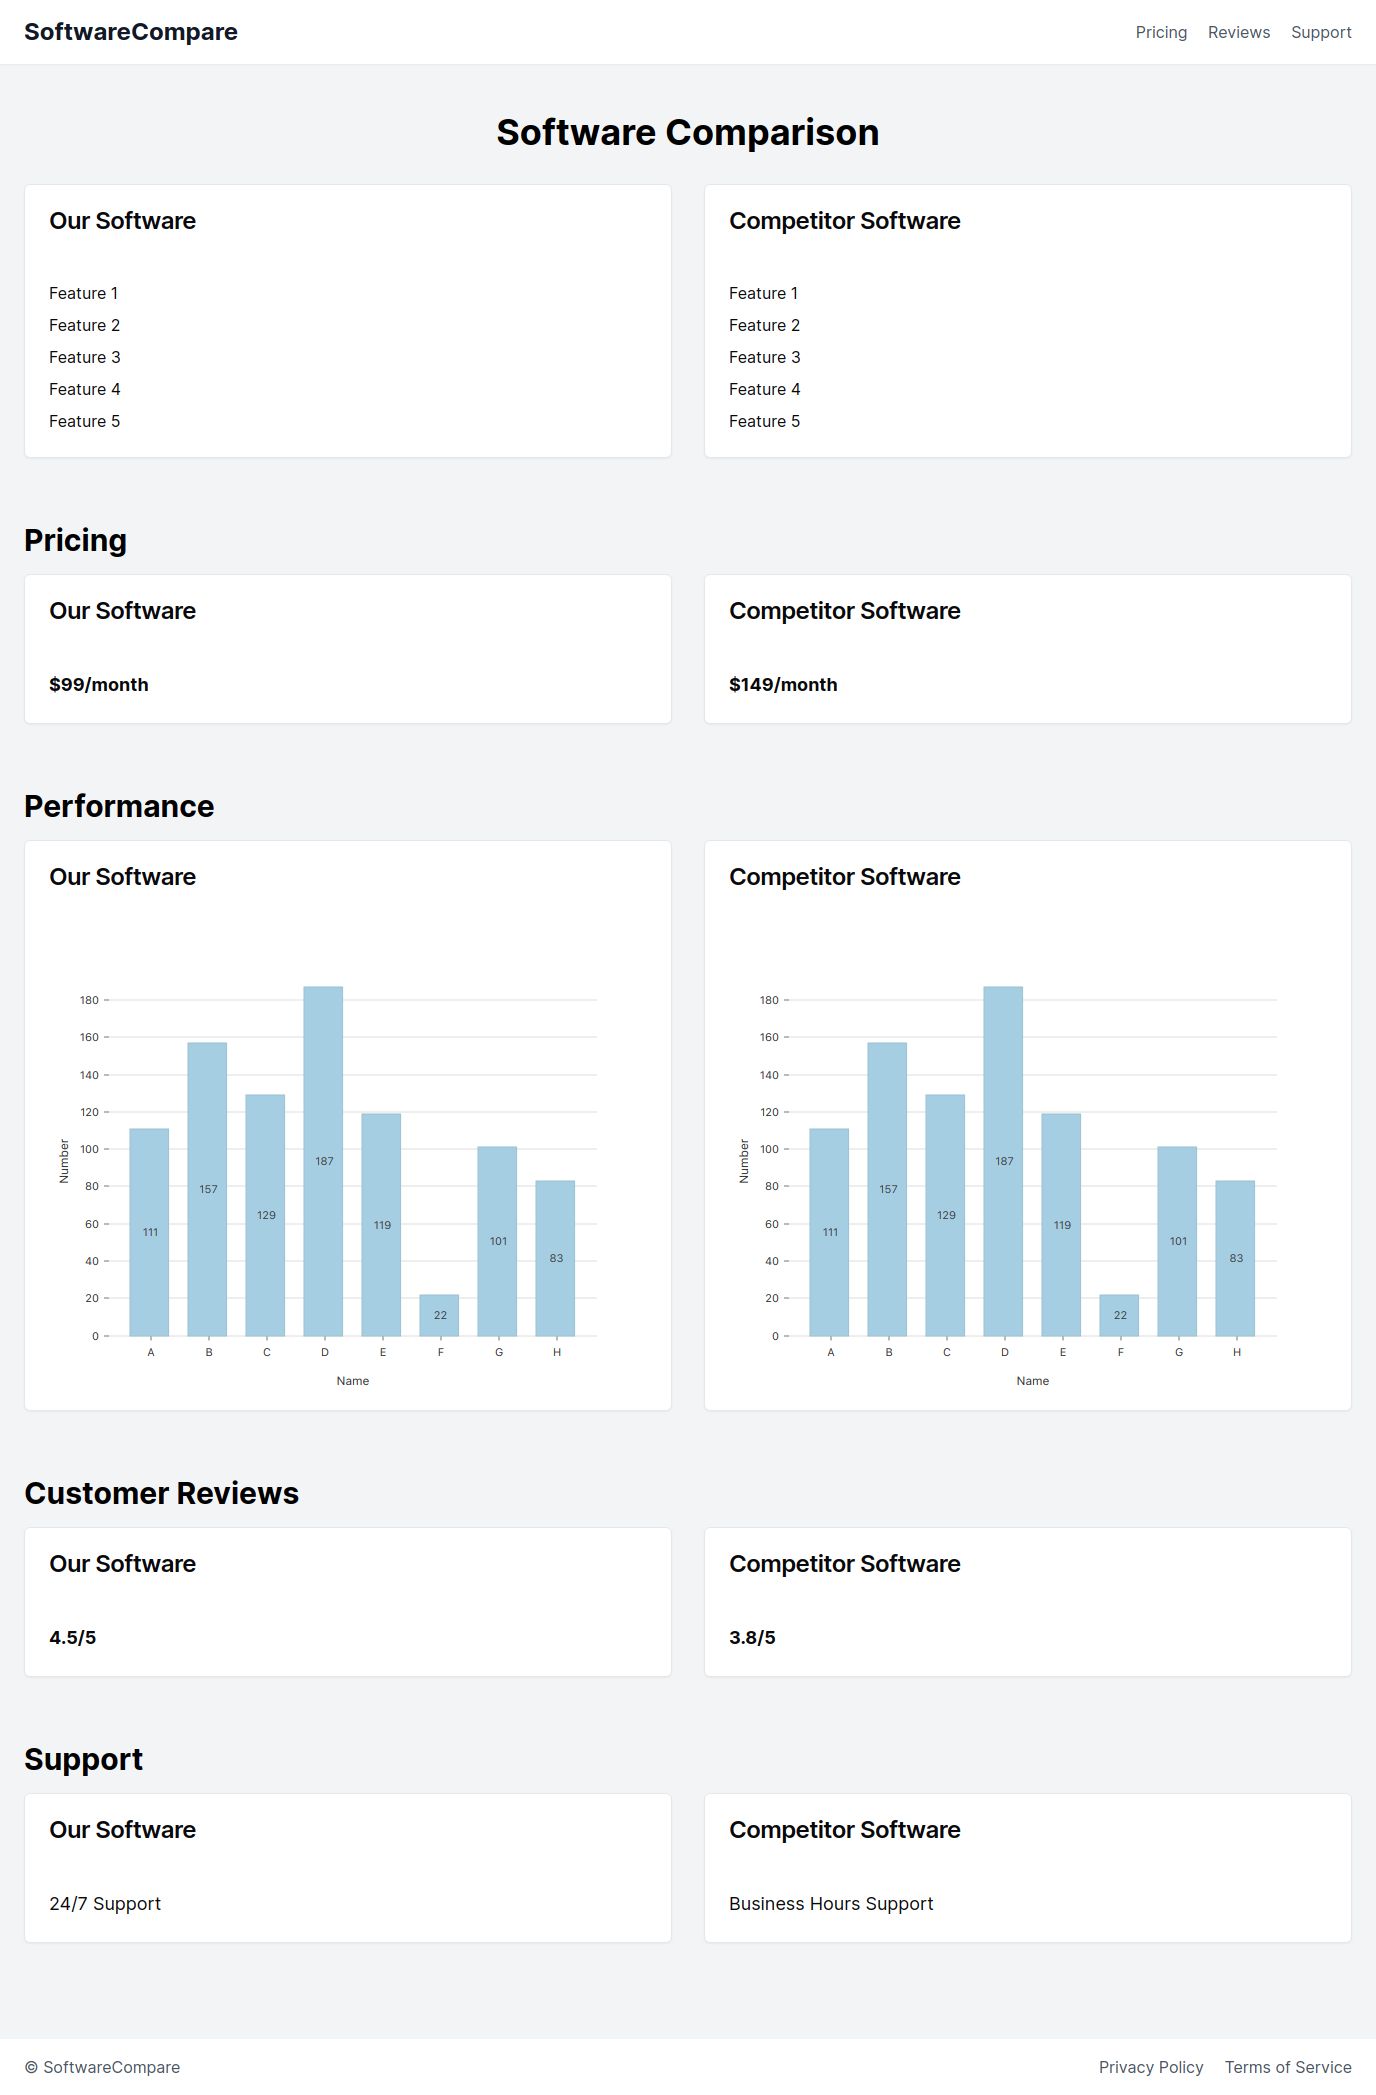 SoftwareCompare
Pricing Reviews Support
Software Comparison
Our Software
Feature 1
Feature 2
Feature 3
Feature 4
Feature 5
Competitor Software
Feature 1
Feature 2
Feature 3
Feature 4
Feature 5
Pricing
Our Software
$99/month
Competitor Software
$149/month
Performance
Our Software
180
160
140
120
100
80
60
40
20
0
Number
111
157
129
187
119
22
101
83
A B C D E F G H
Name
Competitor Software
180
160
140
120
100
80
60
40
20
0
Number
111
157
129
187
119
22
101
83
A B C D E F G H
Name
Customer Reviews
Our Software
4.5/5
Competitor Software
3.8/5
Support
Our Software
24/7 Support
Competitor Software
Business Hours Support
© SoftwareCompare
Privacy Policy Terms of Service